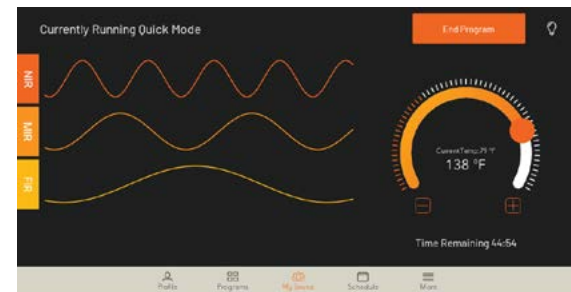 Currently Running Quick Mode
End Program
NIR
MIR
FIR
Current Temp: 79 °F
138 °F
Time Remaining 44:54
Profile
Programs
My Sauna
Schedule
More